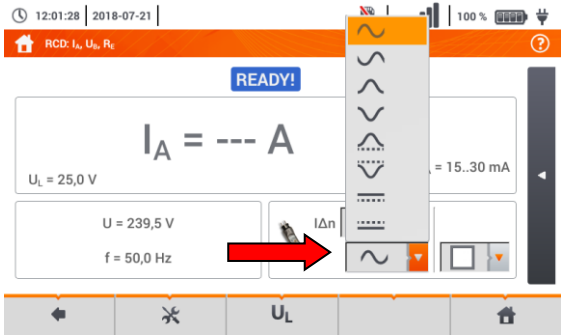 12:01:28 2018-07-21 100 %
RCD: IA, UB, RE
READY!
IA = --- A
UL = 25,0 V
= 15..30 mA
U = 239,5 V
IΔn
f = 50,0 Hz
UL